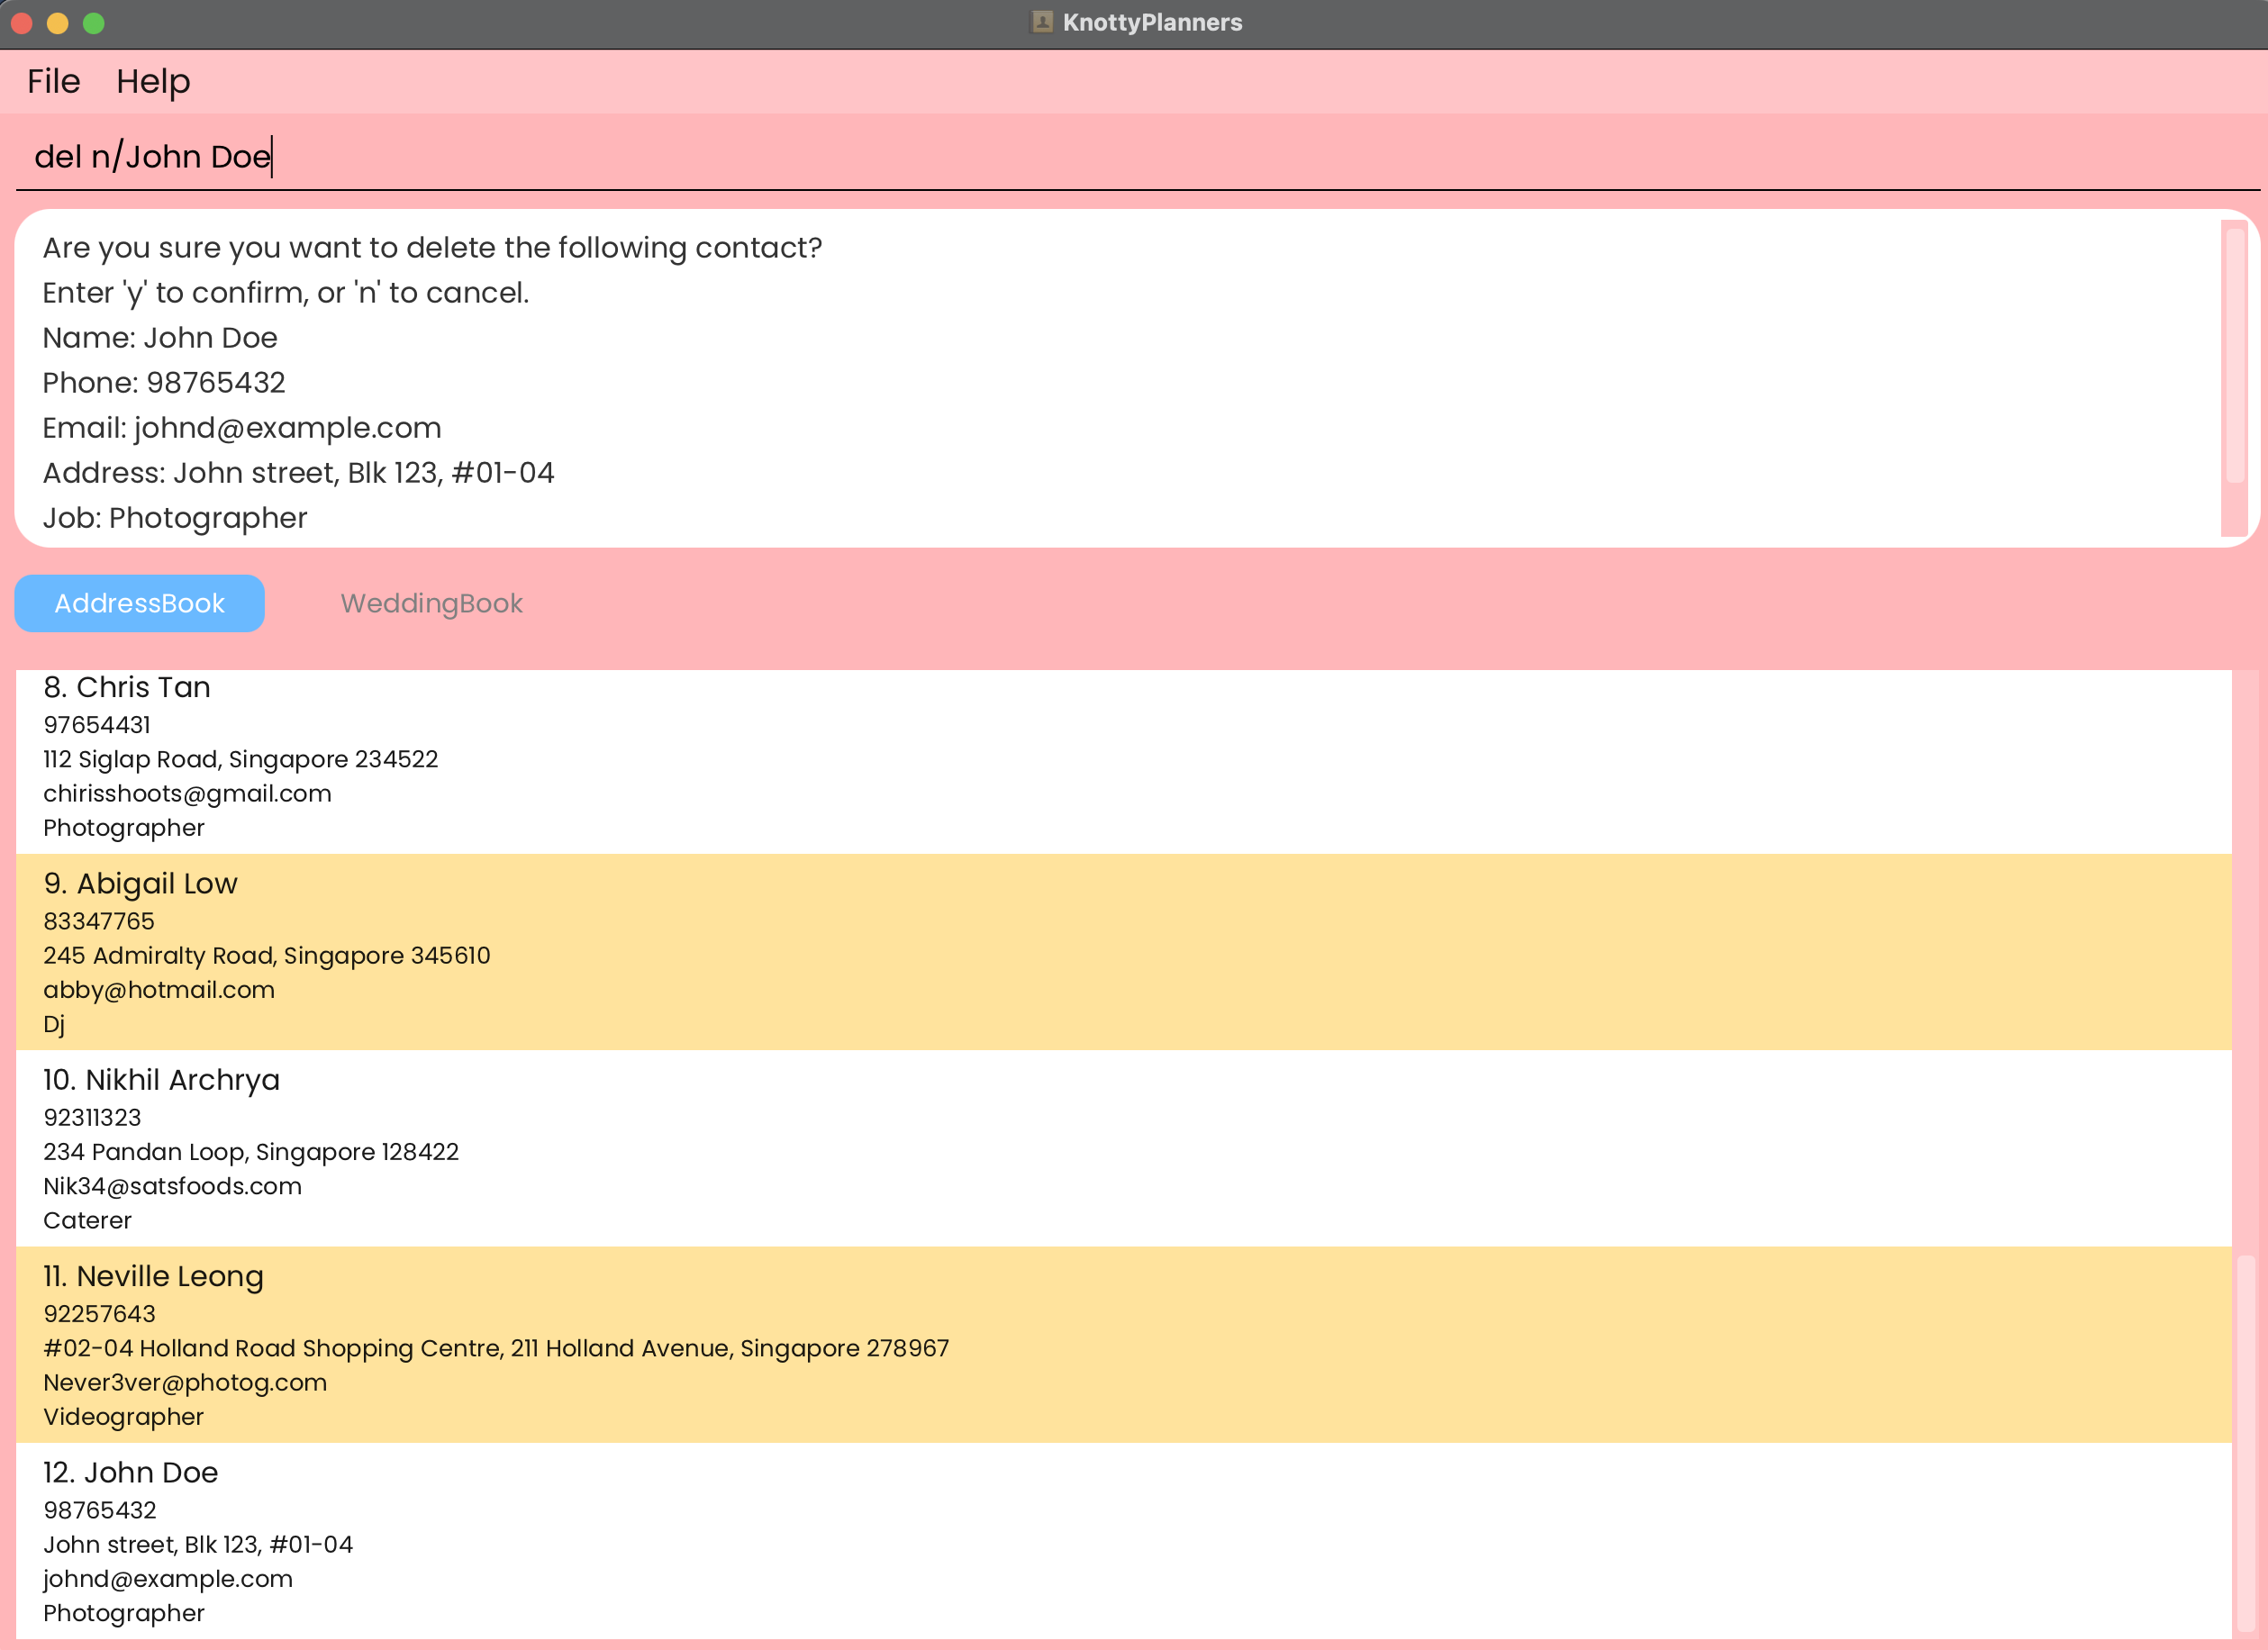 KnottyPlanners
File Help
del n/John Doe
Are you sure you want to delete the following contact?
Enter 'y' to confirm, or 'n' to cancel.
Name: John Doe
Phone: 98765432
Email: johnd@example.com
Address: John street, Blk 123, #01-04
Job: Photographer
AddressBook WeddingBook
8. Chris Tan
97654431
112 Siglap Road, Singapore 234522
chirisshoots@gmail.com
Photographer
9. Abigail Low
83347765
245 Admiralty Road, Singapore 345610
abby@hotmail.com
Dj
10. Nikhil Archrya
92311323
234 Pandan Loop, Singapore 128422
Nik34@satsfoods.com
Caterer
11. Neville Leong
92257643
#02-04 Holland Road Shopping Centre, 211 Holland Avenue, Singapore 278967
Never3ver@photog.com
Videographer
12. John Doe
98765432
John street, Blk 123, #01-04
johnd@example.com
Photographer